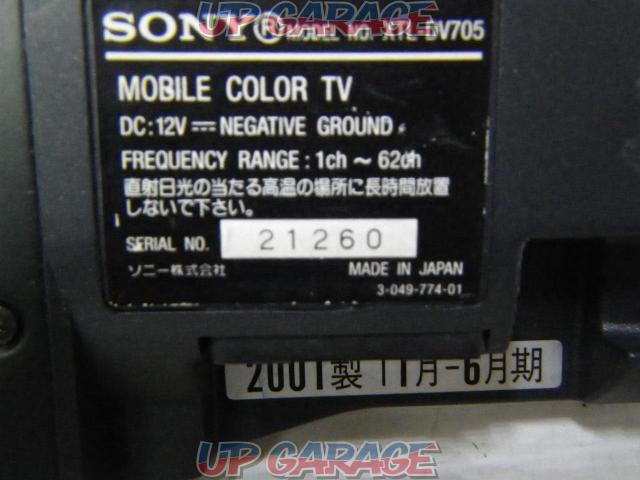 UP GARAGE
SONY® MODEL NO. XTL-DV705
MOBILE COLOR TV
DC:12V ⎓ NEGATIVE GROUND
FREQUENCY RANGE : 1ch ~ 62ch
直射日光の当たる高温の場所に長時間放置
しないで下さい。
SERIAL NO. 21260
ソニー株式会社 MADE IN JAPAN
3-049-774-01
2001製 11月-6月期
UP GARAGE